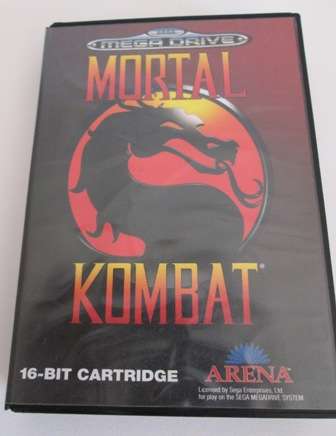 SEGA
MEGA DRIVE
MORTAL
KOMBAT®
16-BIT CARTRIDGE
ARENA
Licensed by Sega Enterprises, Ltd.
for play on the SEGA MEGADRIVE SYSTEM.